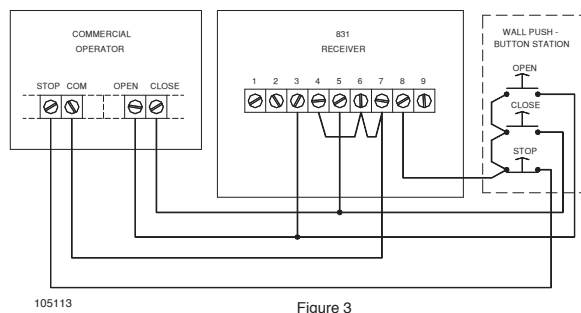 COMMERCIAL
OPERATOR
STOP COM OPEN CLOSE
831
RECEIVER
1 2 3 4 5 6 7 8 9
WALL PUSH -
BUTTON STATION
OPEN
CLOSE
STOP
105113
Figure 3